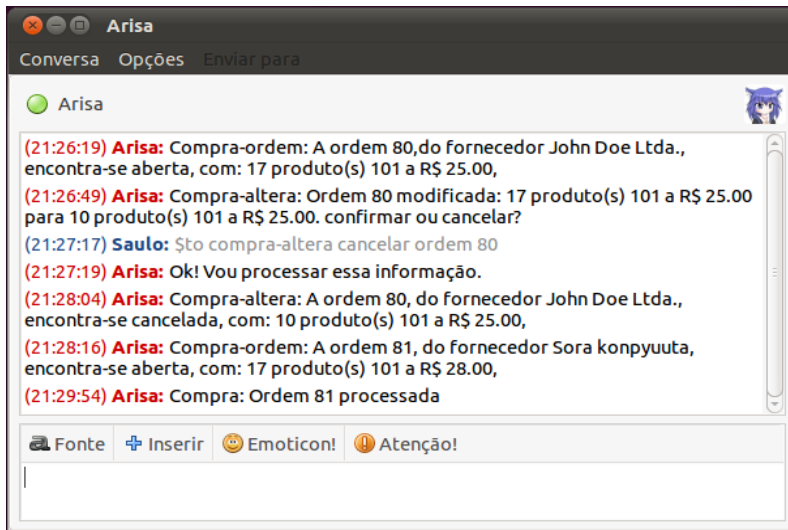 Arisa
Conversa Opções Enviar para
Arisa
(21:26:19) Arisa: Compra-ordem: A ordem 80,do fornecedor John Doe Ltda.,
encontra-se aberta, com: 17 produto(s) 101 a R$ 25.00,
(21:26:49) Arisa: Compra-altera: Ordem 80 modificada: 17 produto(s) 101 a R$ 25.00
para 10 produto(s) 101 a R$ 25.00. confirmar ou cancelar?
(21:27:17) Saulo: $to compra-altera cancelar ordem 80
(21:27:19) Arisa: Ok! Vou processar essa informação.
(21:28:04) Arisa: Compra-altera: A ordem 80, do fornecedor John Doe Ltda.,
encontra-se cancelada, com: 10 produto(s) 101 a R$ 25.00,
(21:28:16) Arisa: Compra-ordem: A ordem 81, do fornecedor Sora konpyuuta,
encontra-se aberta, com: 17 produto(s) 101 a R$ 28.00,
(21:29:54) Arisa: Compra: Ordem 81 processada
Fonte Inserir Emoticon! Atenção!